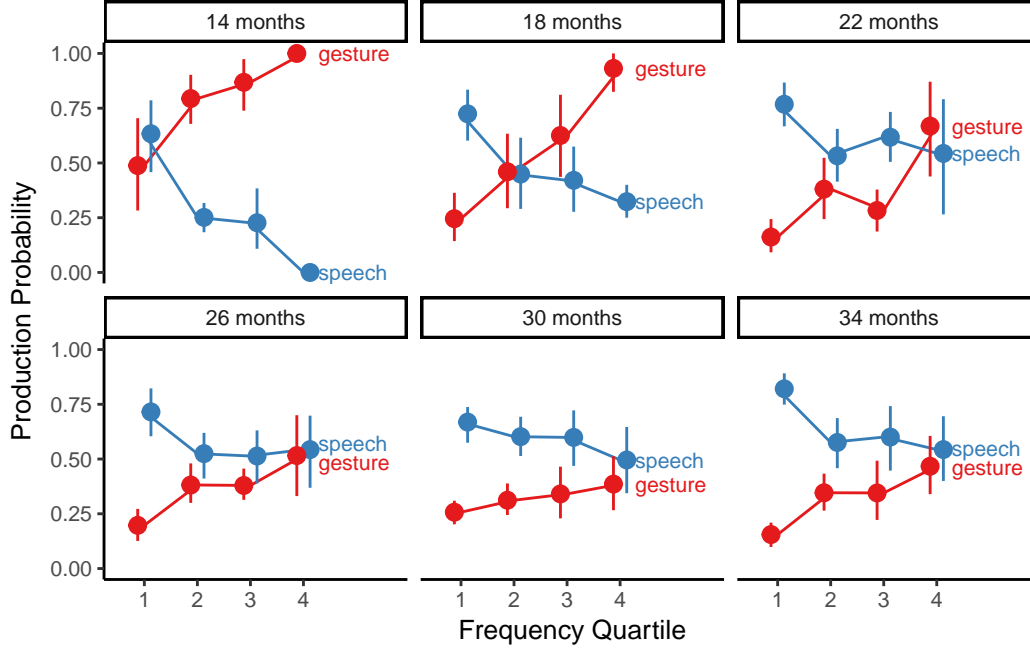 14 months
18 months
22 months
Production Probability
1.00
0.75
0.50
0.25
0.00
gesture
speech
gesture
speech
gesture
speech
26 months
30 months
34 months
1.00
0.75
0.50
0.25
0.00
speech
gesture
speech
gesture
speech
gesture
1 2 3 4
1 2 3 4
1 2 3 4
Frequency Quartile